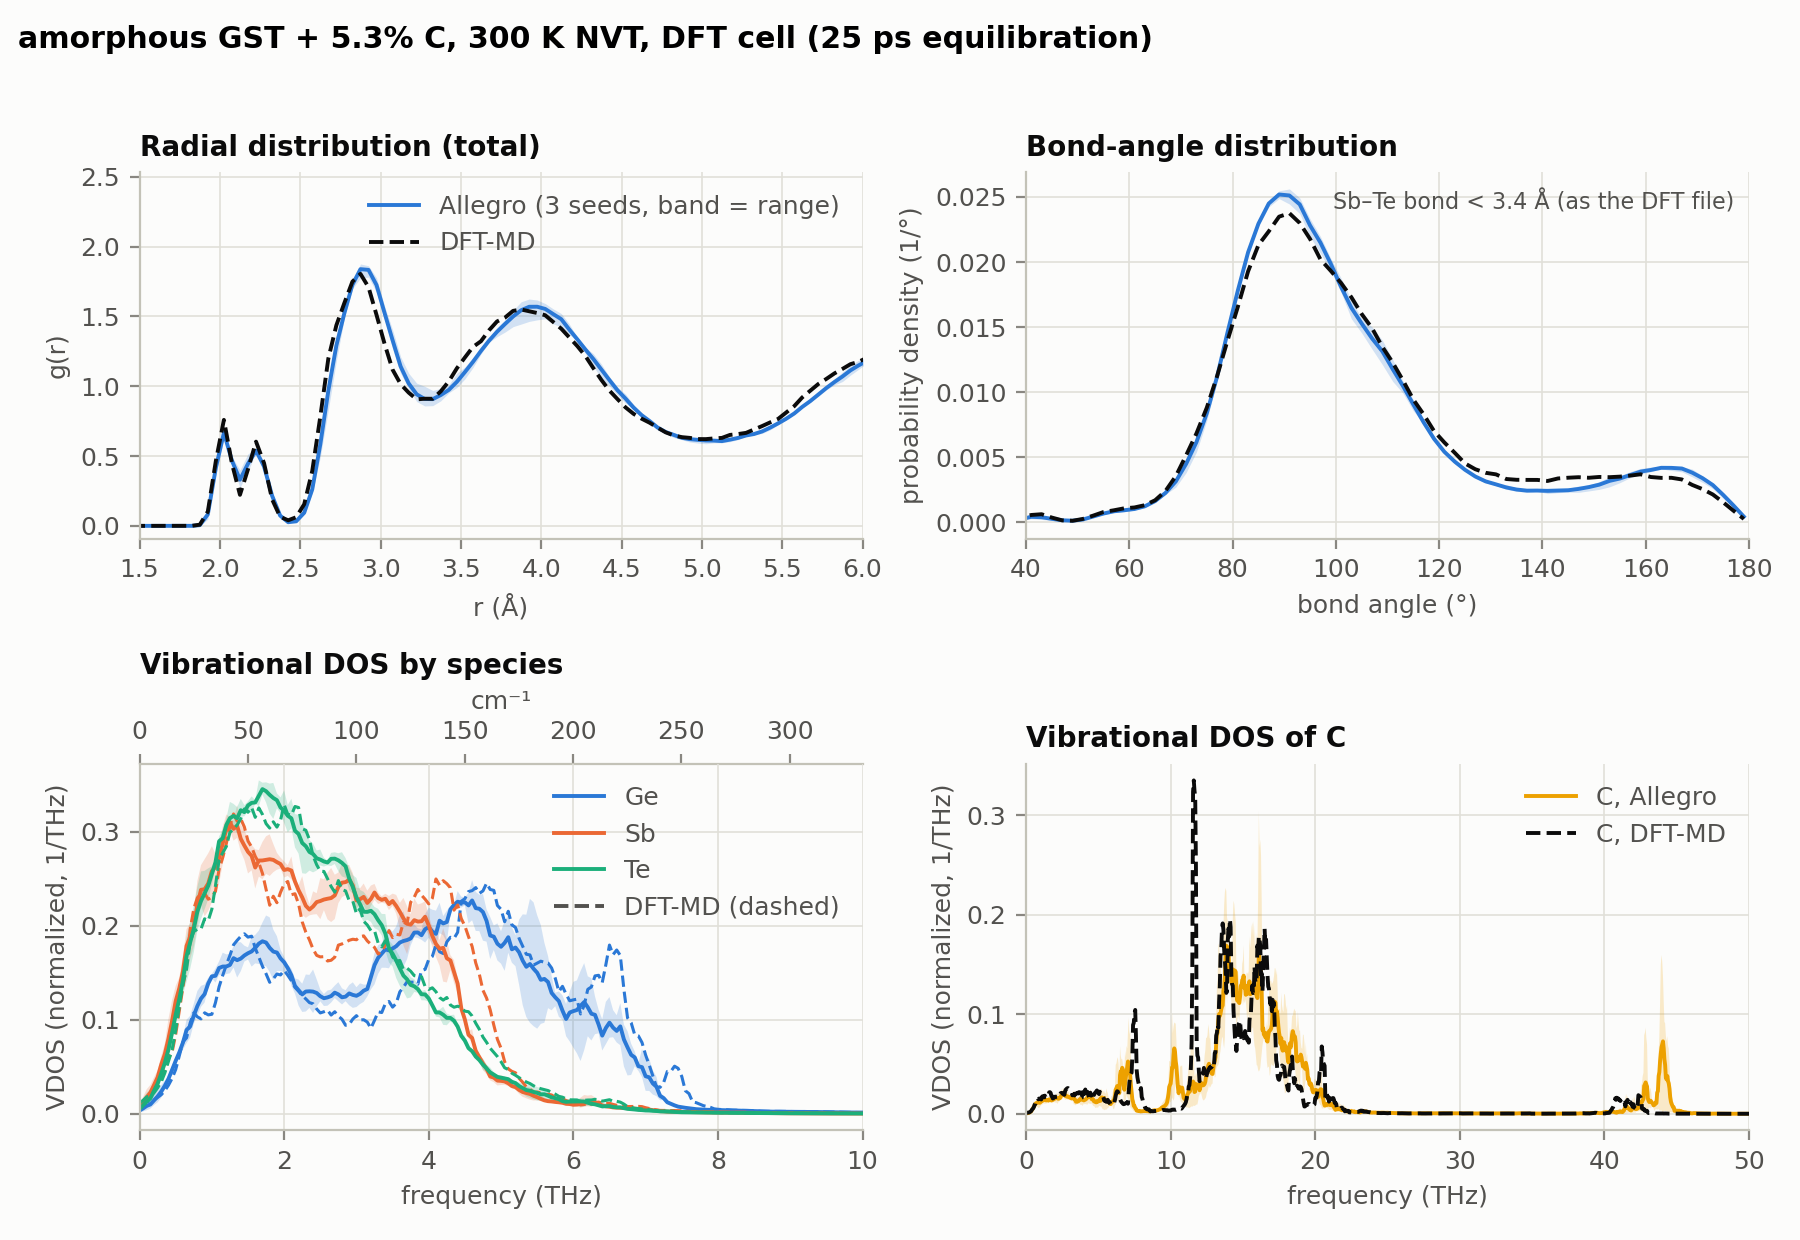 amorphous GST + 5.3% C, 300 K NVT, DFT cell (25 ps equilibration)
Radial distribution (total)
2.5
2.0
1.5
1.0
0.5
0.0
g(r)
Allegro (3 seeds, band = range)
DFT-MD
1.5 2.0 2.5 3.0 3.5 4.0 4.5 5.0 5.5 6.0
r (Å)
Bond-angle distribution
0.025
0.020
0.015
0.010
0.005
0.000
probability density (1/°)
Sb–Te bond < 3.4 Å (as the DFT file)
40 60 80 100 120 140 160 180
bond angle (°)
Vibrational DOS by species
cm⁻¹
0 50 100 150 200 250 300
0.3
0.2
0.1
0.0
VDOS (normalized, 1/THz)
Ge
Sb
Te
DFT-MD (dashed)
0 2 4 6 8 10
frequency (THz)
Vibrational DOS of C
0.3
0.2
0.1
0.0
VDOS (normalized, 1/THz)
C, Allegro
C, DFT-MD
0 10 20 30 40 50
frequency (THz)